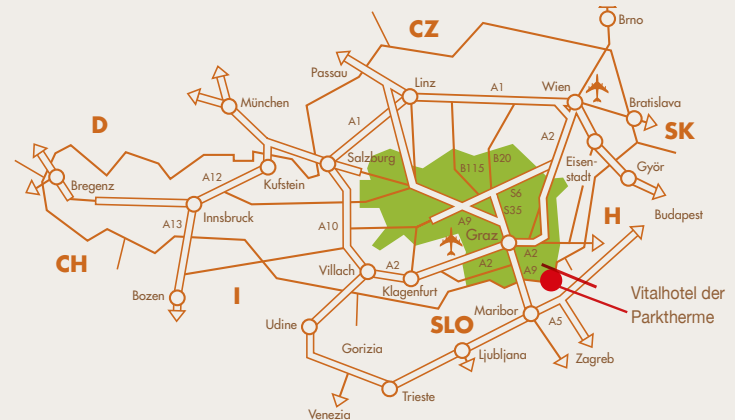 Brno
CZ
Passau
Linz
A1
Wien
München
Bratislava
A1
D
A2
SK
Salzburg
B115
B20
Eisen-
stadt
Györ
Kufstein
A12
Bregenz
S6
Innsbruck
S35
H
Budapest
A13
A10
A9
Graz
A2
CH
Villach
A2
A2
A9
Klagenfurt
Bozen
I
Vitalhotel der
Parktherme
Maribor
SLO
A5
Udine
Gorizia
Ljubljana
Zagreb
Trieste
Venezia